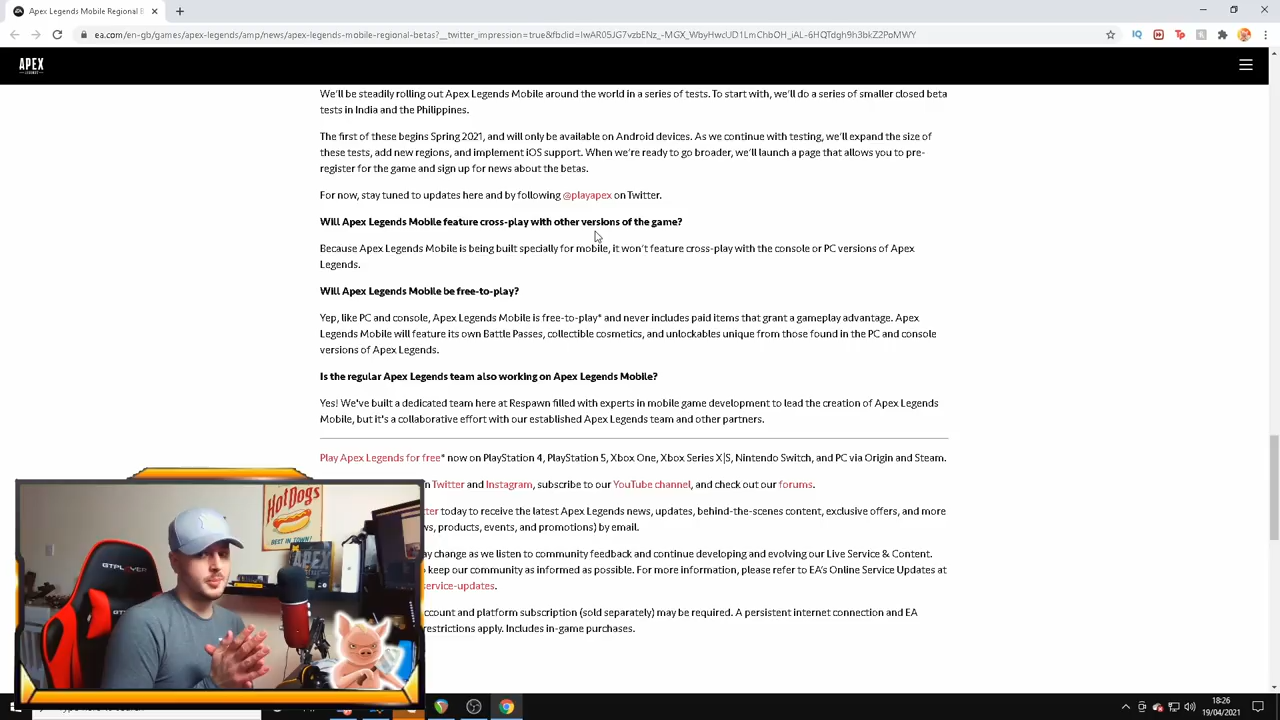 Apex Legends Mobile Regional B
ea.com/en-gb/games/apex-legends/amp/news/apex-legends-mobile-regional-betas?__twitter_impression=true&fbclid=IwAR05JG7vzbENz_-MGX_WbyHwcUD1LmChbOH_iAL-6HQTdgh9h3bkZ2PoMWY
APEX
We'll be steadily rolling out Apex Legends Mobile around the world in a series of tests. To start with, we'll do a series of smaller closed beta
tests in India and the Philippines.
The first of these begins Spring 2021, and will only be available on Android devices. As we continue with testing, we'll expand the size of
these tests, add new regions, and implement iOS support. When we're ready to go broader, we'll launch a page that allows you to pre-
register for the game and sign up for news about the betas.
For now, stay tuned to updates here and by following @playapex on Twitter.
Will Apex Legends Mobile feature cross-play with other versions of the game?
Because Apex Legends Mobile is being built specially for mobile, it won't feature cross-play with the console or PC versions of Apex
Legends.
Will Apex Legends Mobile be free-to-play?
Yep, like PC and console, Apex Legends Mobile is free-to-play* and never includes paid items that grant a gameplay advantage. Apex
Legends Mobile will feature its own Battle Passes, collectible cosmetics, and unlockables unique from those found in the PC and console
versions of Apex Legends.
Is the regular Apex Legends team also working on Apex Legends Mobile?
Yes! We've built a dedicated team here at Respawn filled with experts in mobile game development to lead the creation of Apex Legends
Mobile, but it's a collaborative effort with our established Apex Legends team and other partners.
Play Apex Legends for free* now on PlayStation 4, PlayStation 5, Xbox One, Xbox Series X|S, Nintendo Switch, and PC via Origin and Steam.
n Twitter and Instagram, subscribe to our YouTube channel, and check out our forums.
tter today to receive the latest Apex Legends news, updates, behind-the-scenes content, exclusive offers, and more
ws, products, events, and promotions) by email.
ay change as we listen to community feedback and continue developing and evolving our Live Service & Content.
o keep our community as informed as possible. For more information, please refer to EA's Online Service Updates at
service-updates.
ccount and platform subscription (sold separately) may be required. A persistent internet connection and EA
restrictions apply. Includes in-game purchases.
HOT DOGS
BEST IN TOWN!
GTPLAYER
APEX
18:26
19/04/2021